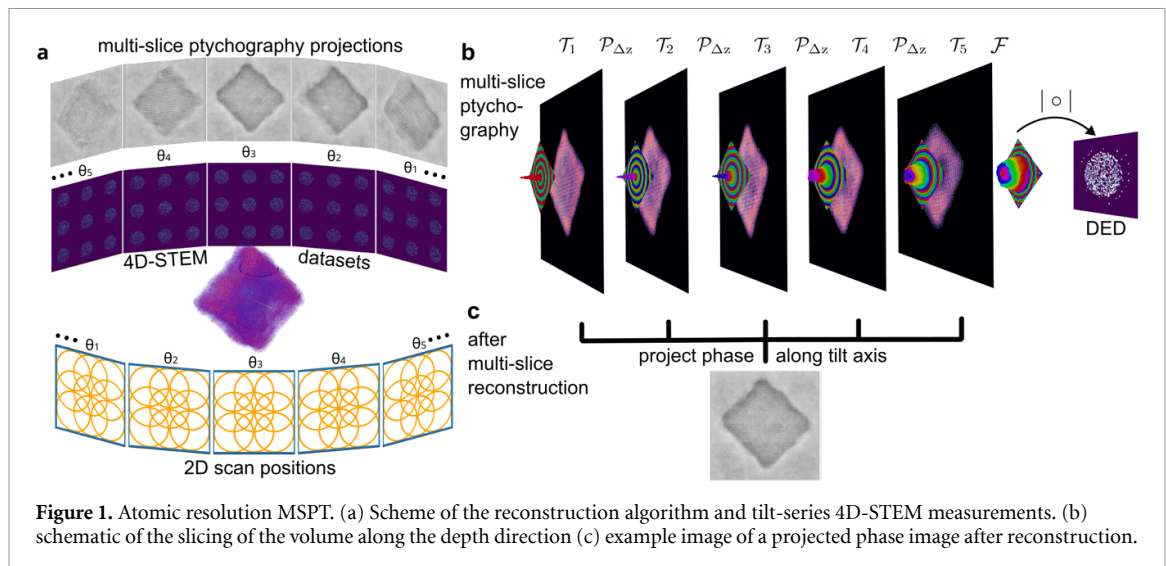 a
multi-slice ptychography projections
θ5 θ4 θ3 θ2 θ1
4D-STEM datasets
θ1 θ2 θ3 θ4 θ5
2D scan positions
b
𝒯1 𝒫Δz 𝒯2 𝒫Δz 𝒯3 𝒫Δz 𝒯4 𝒫Δz 𝒯5 ℱ
multi-slice
ptycho-
graphy
| ∘ |
DED
c
after
multi-slice
reconstruction
project phase along tilt axis
Figure 1. Atomic resolution MSPT. (a) Scheme of the reconstruction algorithm and tilt-series 4D-STEM measurements. (b)
schematic of the slicing of the volume along the depth direction (c) example image of a projected phase image after reconstruction.